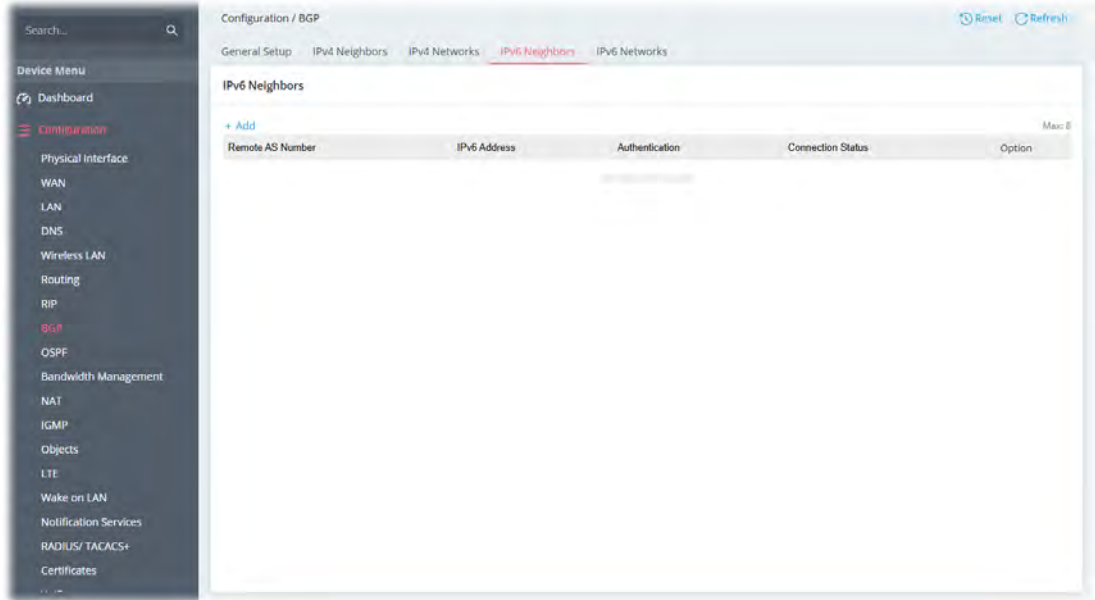 Search...
Device Menu
Dashboard
Configuration
Physical Interface
WAN
LAN
DNS
Wireless LAN
Routing
RIP
BGP
OSPF
Bandwidth Management
NAT
IGMP
Objects
LTE
Wake on LAN
Notification Services
RADIUS/ TACACS+
Certificates
Configuration / BGP
Reset Refresh
General Setup IPv4 Neighbors IPv4 Networks IPv6 Neighbors IPv6 Networks
IPv6 Neighbors
+ Add Max: 8
Remote AS Number IPv6 Address Authentication Connection Status Option